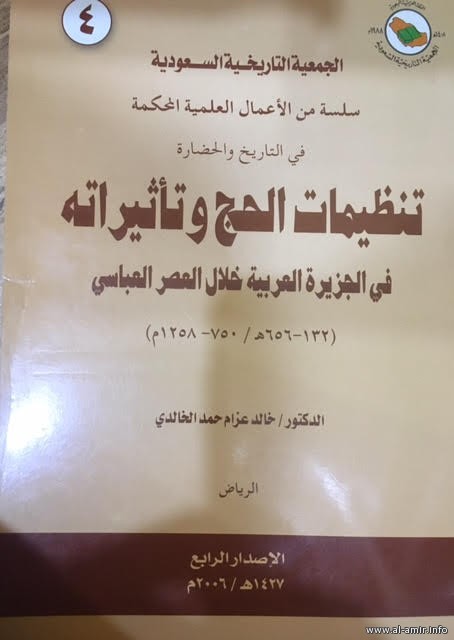 ٤
الجمعية التاريخية السعودية
سلسة من الأعمال العلمية المحكمة
في التاريخ والحضارة
تنظيمات الحج وتأثيراته
في الجزيرة العربية خلال العصر العباسي
(١٣٢-٦٥٦هـ / ٧٥٠-١٢٥٨م)
الدكتور/ خالد عزام حمد الخالدي
الرياض
الإصدار الرابع
١٤٢٧هـ/ ٢٠٠٦م
www.al-amir.info